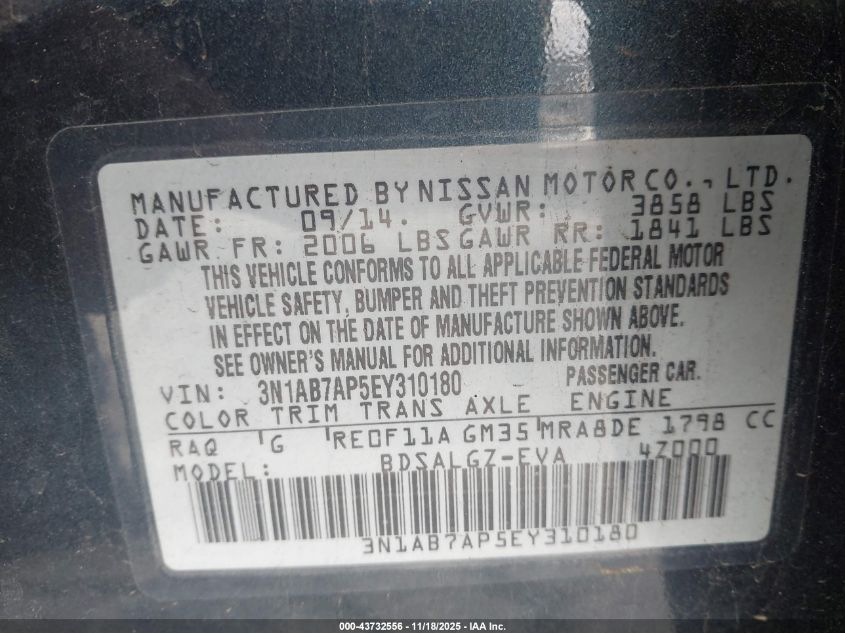 MANUFACTURED BY NISSAN MOTOR CO., LTD.
DATE: 09/14. GVWR: 3858 LBS
GAWR FR: 2006 LBS GAWR RR: 1841 LBS
THIS VEHICLE CONFORMS TO ALL APPLICABLE FEDERAL MOTOR
VEHICLE SAFETY, BUMPER AND THEFT PREVENTION STANDARDS
IN EFFECT ON THE DATE OF MANUFACTURE SHOWN ABOVE.
SEE OWNER'S MANUAL FOR ADDITIONAL INFORMATION.
VIN: 3N1AB7AP5EY310180 PASSENGER CAR.
COLOR TRIM TRANS AXLE ENGINE
RAQ G RE0F11A GM35 MRA8DE 1798 CC
MODEL: BDSALGZ-EVA 4Z000
3N1AB7AP5EY310180
000-43732556 - 11/18/2025 - IAA Inc.